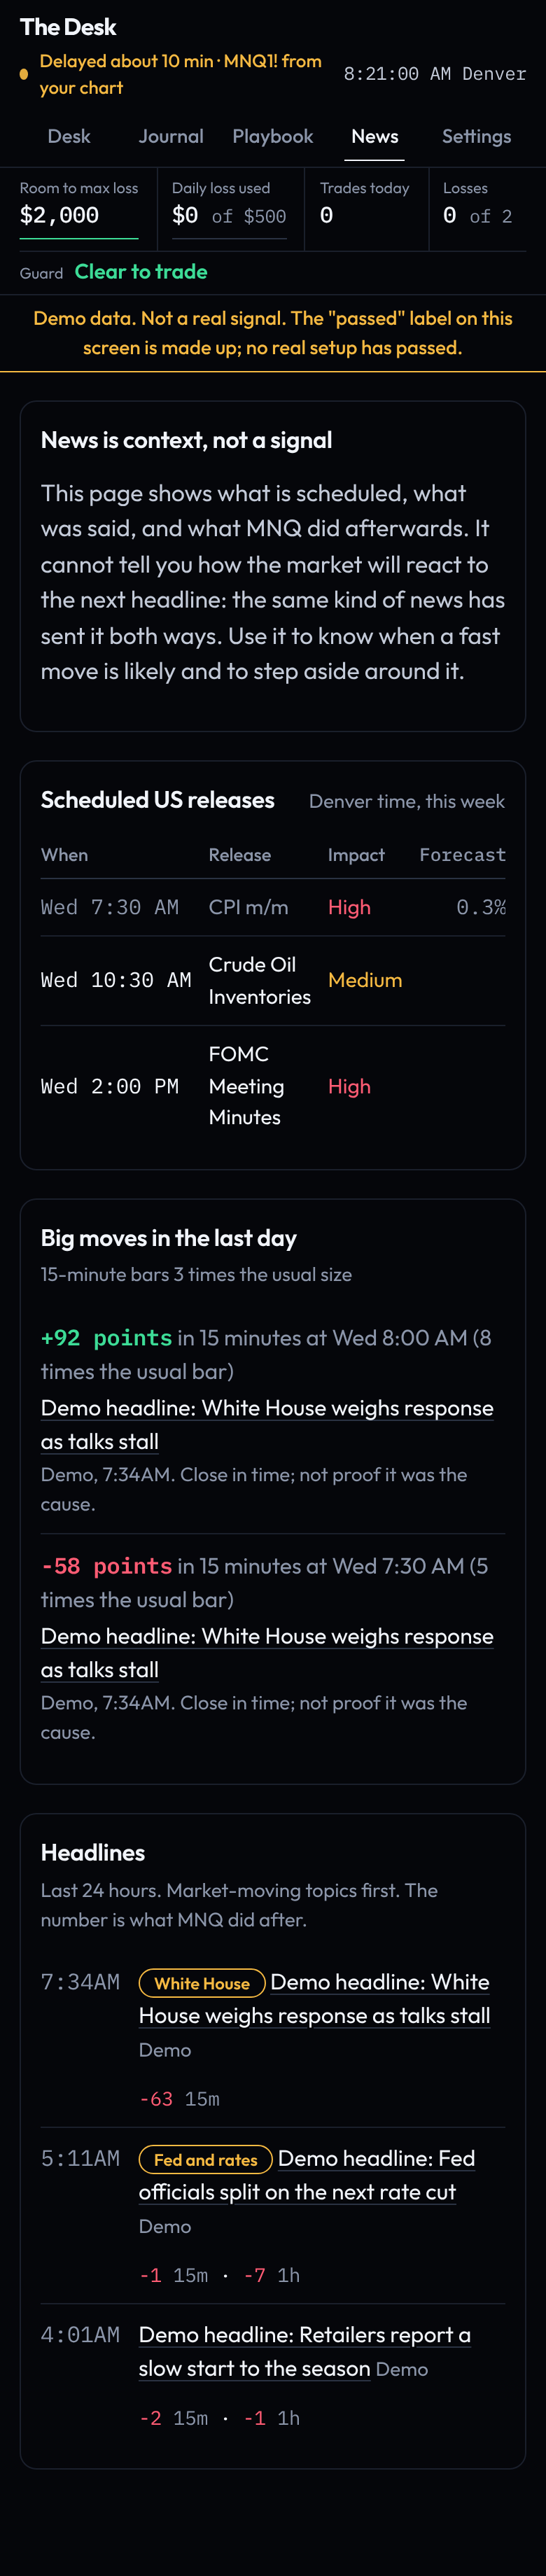 The Desk
Delayed about 10 min · MNQ1! from
your chart
8:21:00 AM Denver
Desk Journal Playbook News Settings
Room to max loss Daily loss used Trades today Losses
$2,000 $0 of $500 0 0 of 2
Guard Clear to trade
Demo data. Not a real signal. The "passed" label on this
screen is made up; no real setup has passed.
News is context, not a signal
This page shows what is scheduled, what
was said, and what MNQ did afterwards. It
cannot tell you how the market will react to
the next headline: the same kind of news has
sent it both ways. Use it to know when a fast
move is likely and to step aside around it.
Scheduled US releases Denver time, this week
When Release Impact Forecast
Wed 7:30 AM CPI m/m High 0.3%
Wed 10:30 AM Crude Oil
Inventories Medium
Wed 2:00 PM FOMC
Meeting
Minutes High
Big moves in the last day
15-minute bars 3 times the usual size
+92 points in 15 minutes at Wed 8:00 AM (8
times the usual bar)
Demo headline: White House weighs response
as talks stall
Demo, 7:34AM. Close in time; not proof it was the
cause.
-58 points in 15 minutes at Wed 7:30 AM (5
times the usual bar)
Demo headline: White House weighs response
as talks stall
Demo, 7:34AM. Close in time; not proof it was the
cause.
Headlines
Last 24 hours. Market-moving topics first. The
number is what MNQ did after.
7:34AM White House Demo headline: White
House weighs response as talks stall
Demo
-63 15m
5:11AM Fed and rates Demo headline: Fed
officials split on the next rate cut
Demo
-1 15m · -7 1h
4:01AM Demo headline: Retailers report a
slow start to the season Demo
-2 15m · -1 1h